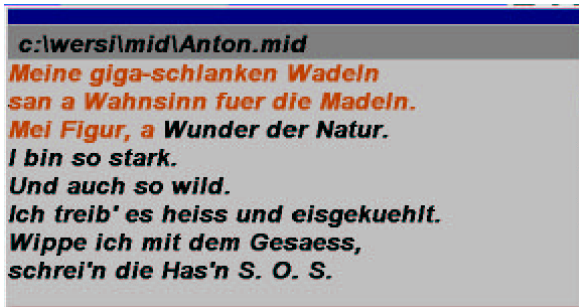 c:\wersi\mid\Anton.mid
Meine giga-schlanken Wadeln
san a Wahnsinn fuer die Madeln.
Mei Figur, a Wunder der Natur.
I bin so stark.
Und auch so wild.
Ich treib' es heiss und eisgekuehlt.
Wippe ich mit dem Gesaess,
schrei'n die Has'n S. O. S.